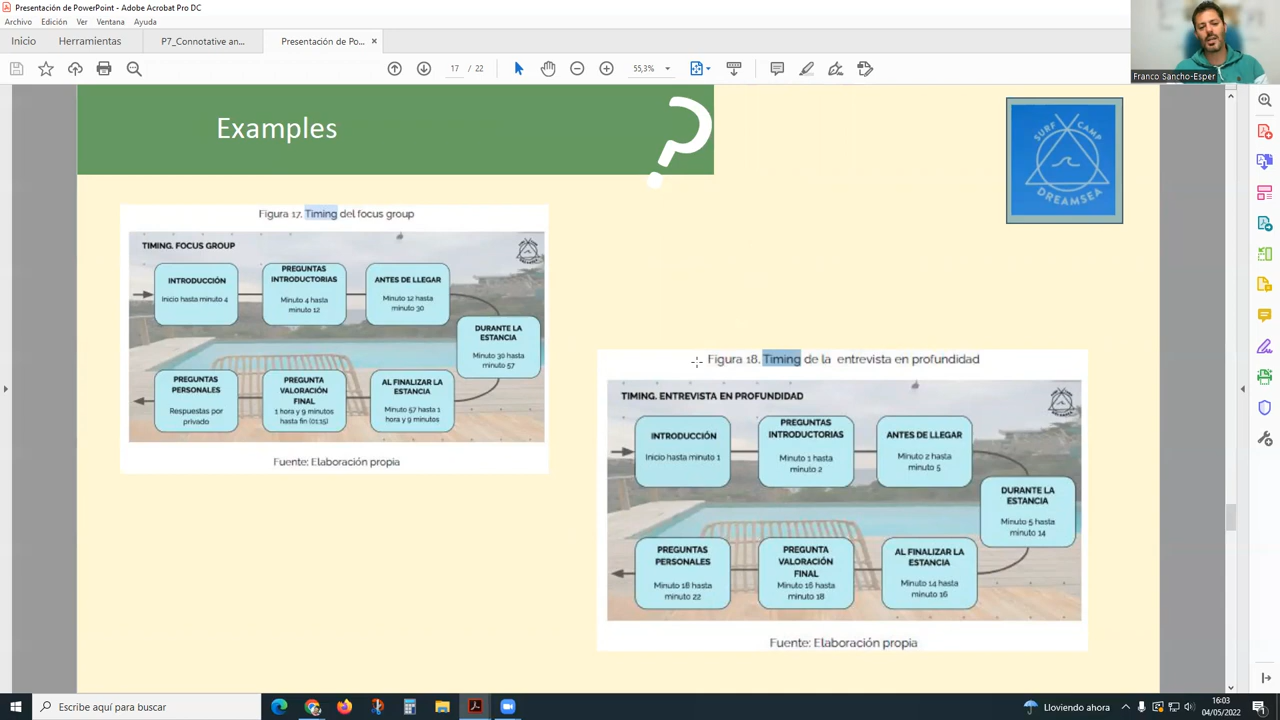 Presentación de PowerPoint - Adobe Acrobat Pro DC
Archivo Edición Ver Ventana Ayuda
Inicio Herramientas P7_Connotative an... Presentación de Po... ×
17 / 22 55,3%
Franco Sancho-Esper
Examples
?
SURF CAMP
DREAMSEA
Figura 17. Timing del focus group
TIMING. FOCUS GROUP
INTRODUCCIÓN
Inicio hasta minuto 4
PREGUNTAS
INTRODUCTORIAS
Minuto 4 hasta
minuto 12
ANTES DE LLEGAR
Minuto 12 hasta
minuto 30
DURANTE LA
ESTANCIA
Minuto 30 hasta
minuto 57
AL FINALIZAR LA
ESTANCIA
Minuto 57 hasta 1
hora y 9 minutos
PREGUNTA
VALORACIÓN
FINAL
1 hora y 9 minutos
hasta fin (01:15)
PREGUNTAS
PERSONALES
Respuestas por
privado
Fuente: Elaboración propia
Figura 18. Timing de la entrevista en profundidad
TIMING. ENTREVISTA EN PROFUNDIDAD
INTRODUCCIÓN
Inicio hasta minuto 1
PREGUNTAS
INTRODUCTORIAS
Minuto 1 hasta
minuto 2
ANTES DE LLEGAR
Minuto 2 hasta
minuto 5
DURANTE LA
ESTANCIA
Minuto 5 hasta
minuto 14
AL FINALIZAR LA
ESTANCIA
Minuto 14 hasta
minuto 16
PREGUNTA
VALORACIÓN
FINAL
Minuto 16 hasta
minuto 18
PREGUNTAS
PERSONALES
Minuto 18 hasta
minuto 22
Fuente: Elaboración propia
Escribe aquí para buscar
Lloviendo ahora
16:03
04/05/2022